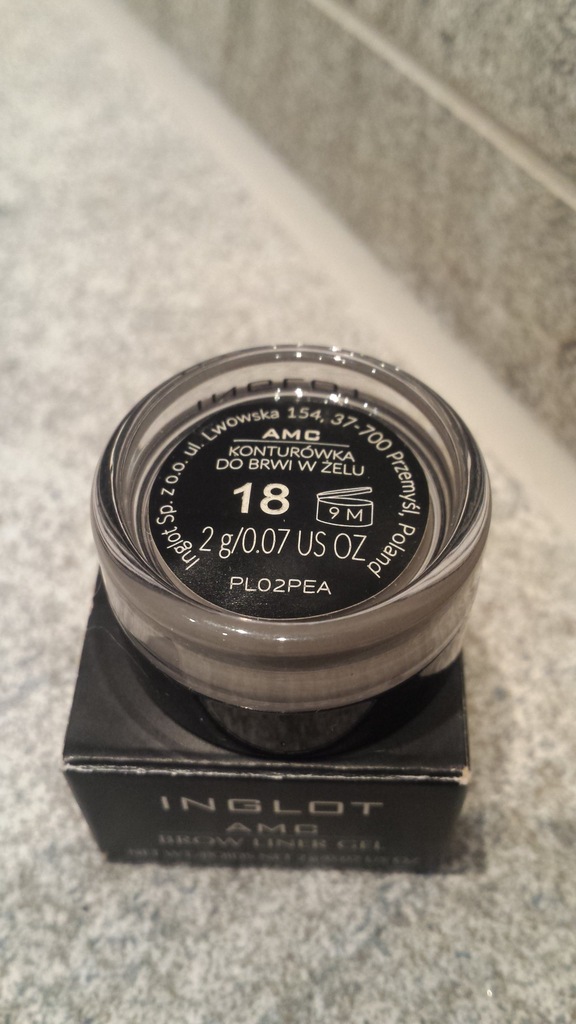 Inglot Sp. z o.o. ul. Lwowska 154, 37-700 Przemyśl, Poland
AMC
KONTURÓWKA
DO BRWI W ŻELU
18
9 M
2 g/0.07 US OZ
PL02PEA
INGLOT
AMC
BROW LINER GEL